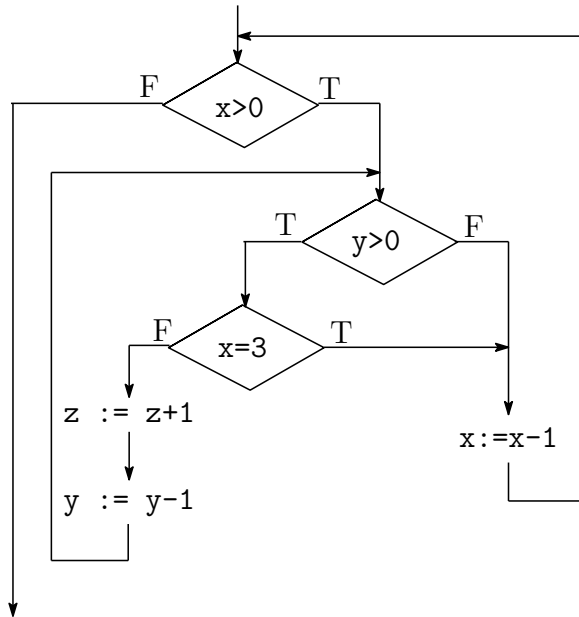 F T
x>0
T F
y>0
F T
x=3
z := z+1
x:=x-1
y := y-1